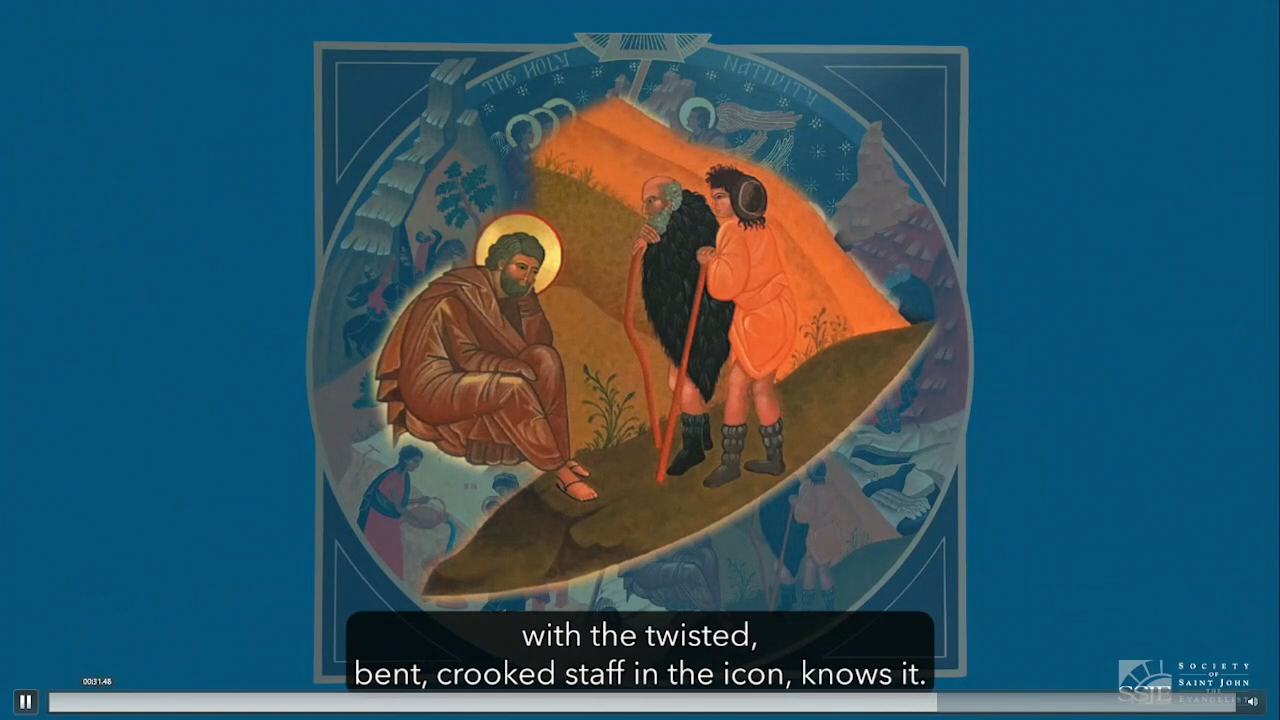 THE HOLY NATIVITY
with the twisted,
bent, crooked staff in the icon, knows it.
00:31.48
SSJE
SOCIETY
OF
SAINT JOHN
THE
EVANGELIST